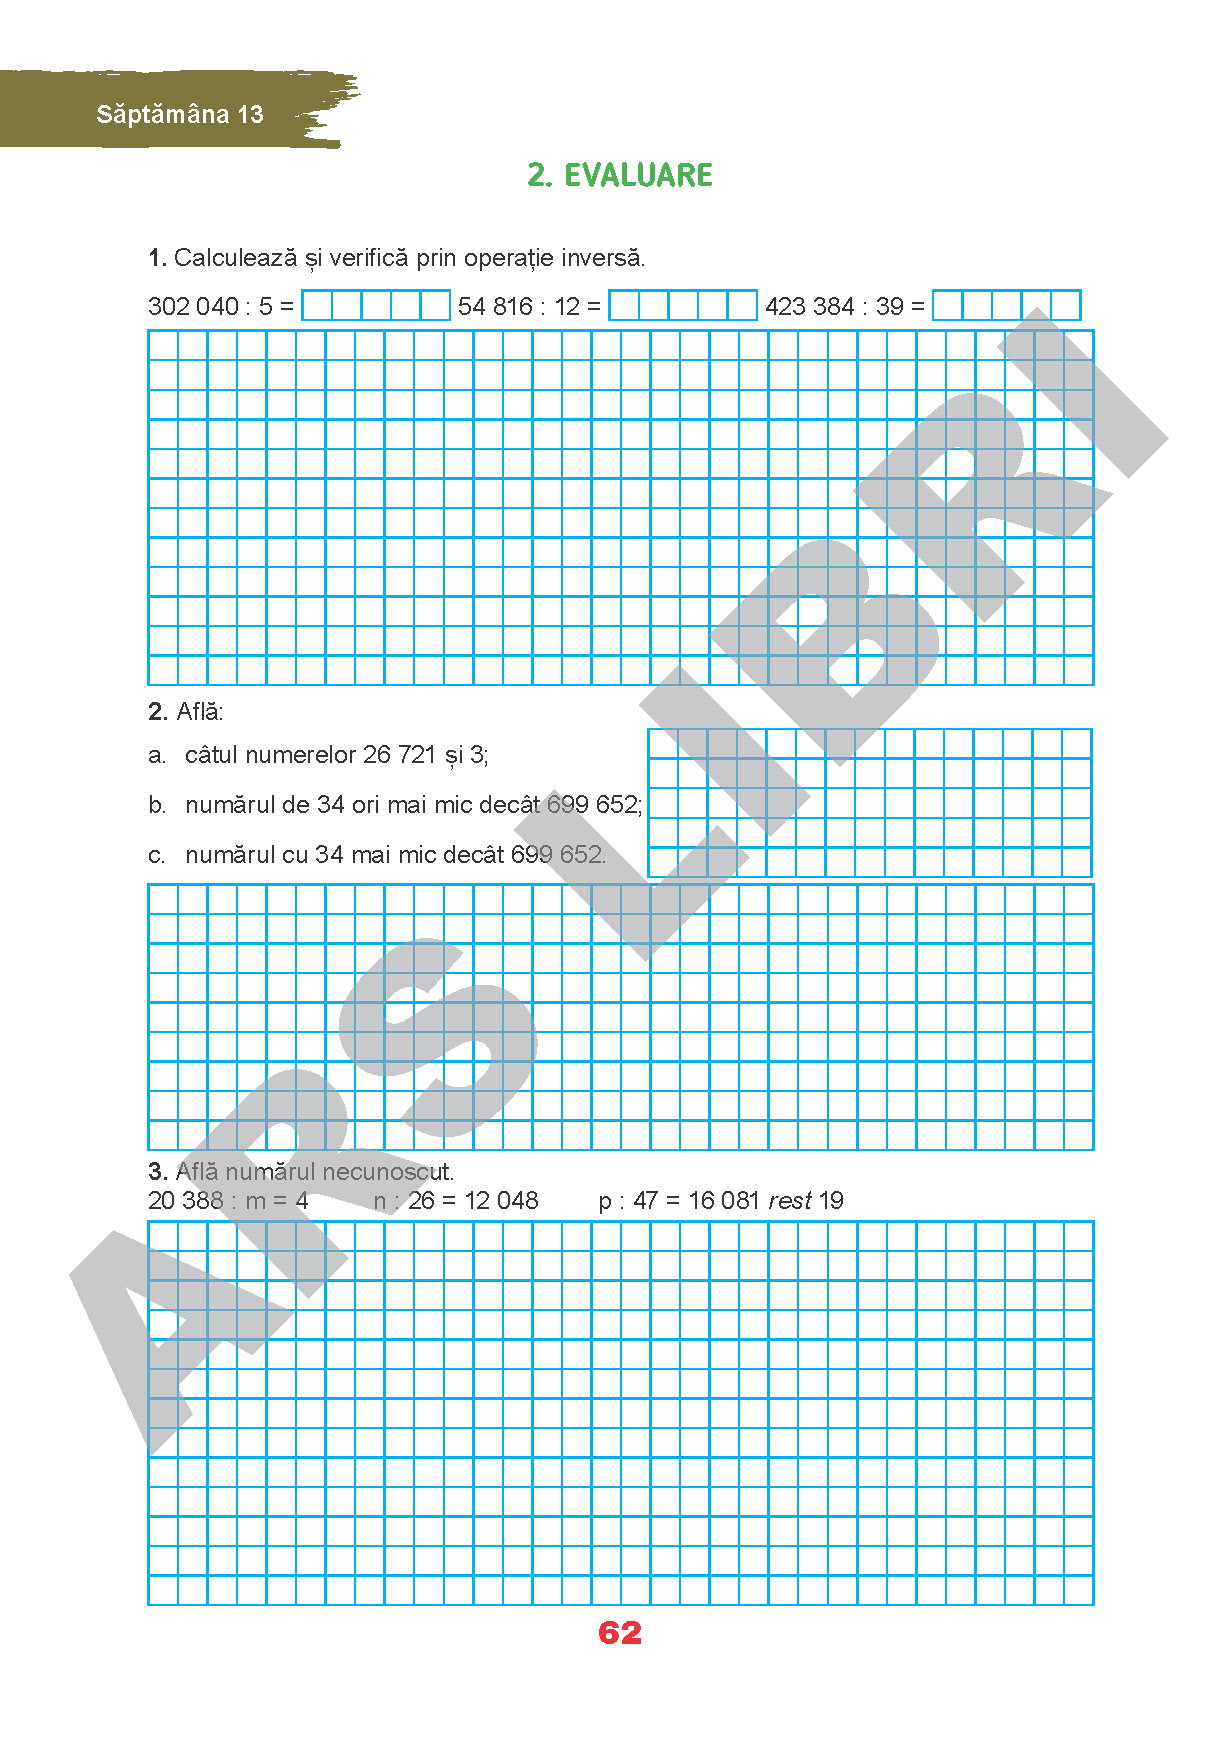 Săptămâna 13
2. EVALUARE
1. Calculează și verifică prin operație inversă.
302 040 : 5 = 54 816 : 12 = 423 384 : 39 =
2. Află:
a. câtul numerelor 26 721 și 3;
b. numărul de 34 ori mai mic decât 699 652;
c. numărul cu 34 mai mic decât 699 652.
3. Află numărul necunoscut.
20 388 : m = 4 n : 26 = 12 048 p : 47 = 16 081 rest 19
62
ARS LIBRI